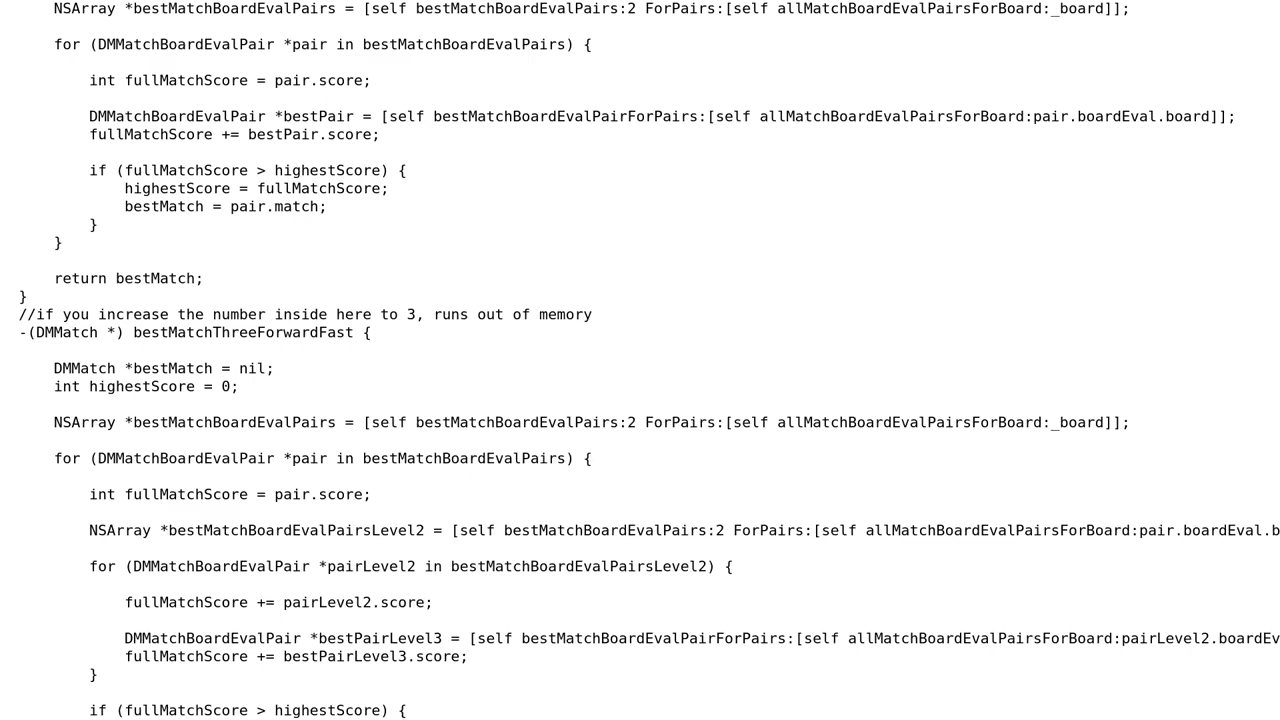 NSArray *bestMatchBoardEvalPairs = [self bestMatchBoardEvalPairs:2 ForPairs:[self allMatchBoardEvalPairsForBoard:_board]];
for (DMMatchBoardEvalPair *pair in bestMatchBoardEvalPairs) {
int fullMatchScore = pair.score;
DMMatchBoardEvalPair *bestPair = [self bestMatchBoardEvalPairForPairs:[self allMatchBoardEvalPairsForBoard:pair.boardEval.board]];
fullMatchScore += bestPair.score;
if (fullMatchScore > highestScore) {
highestScore = fullMatchScore;
bestMatch = pair.match;
}
}
return bestMatch;
}
//if you increase the number inside here to 3, runs out of memory
-(DMMatch *) bestMatchThreeForwardFast {
DMMatch *bestMatch = nil;
int highestScore = 0;
NSArray *bestMatchBoardEvalPairs = [self bestMatchBoardEvalPairs:2 ForPairs:[self allMatchBoardEvalPairsForBoard:_board]];
for (DMMatchBoardEvalPair *pair in bestMatchBoardEvalPairs) {
int fullMatchScore = pair.score;
NSArray *bestMatchBoardEvalPairsLevel2 = [self bestMatchBoardEvalPairs:2 ForPairs:[self allMatchBoardEvalPairsForBoard:pair.boardEval.b
for (DMMatchBoardEvalPair *pairLevel2 in bestMatchBoardEvalPairsLevel2) {
fullMatchScore += pairLevel2.score;
DMMatchBoardEvalPair *bestPairLevel3 = [self bestMatchBoardEvalPairForPairs:[self allMatchBoardEvalPairsForBoard:pairLevel2.boardEv
fullMatchScore += bestPairLevel3.score;
}
if (fullMatchScore > highestScore) {